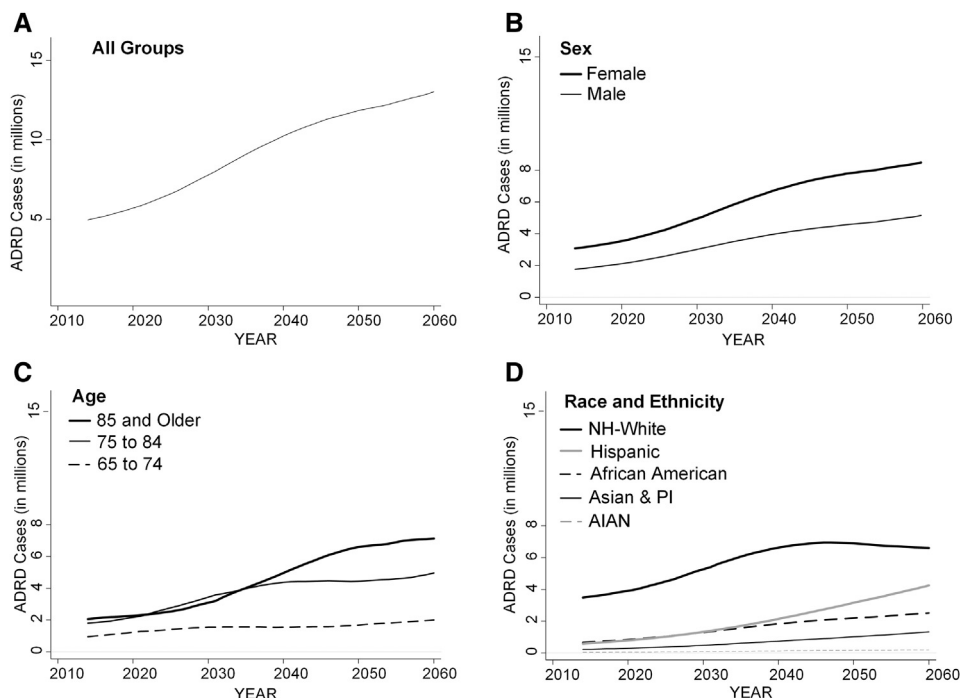 A
All Groups
15
10
5
ADRD Cases (in millions)
2010 2020 2030 2040 2050 2060
YEAR
B
Sex
Female
Male
15
8
6
4
2
0
ADRD Cases (in millions)
2010 2020 2030 2040 2050 2060
YEAR
C
Age
85 and Older
75 to 84
65 to 74
15
8
6
4
2
0
ADRD Cases (in millions)
2010 2020 2030 2040 2050 2060
YEAR
D
Race and Ethnicity
NH-White
Hispanic
African American
Asian & PI
AIAN
15
8
6
4
2
0
ADRD Cases (in millions)
2010 2020 2030 2040 2050 2060
YEAR